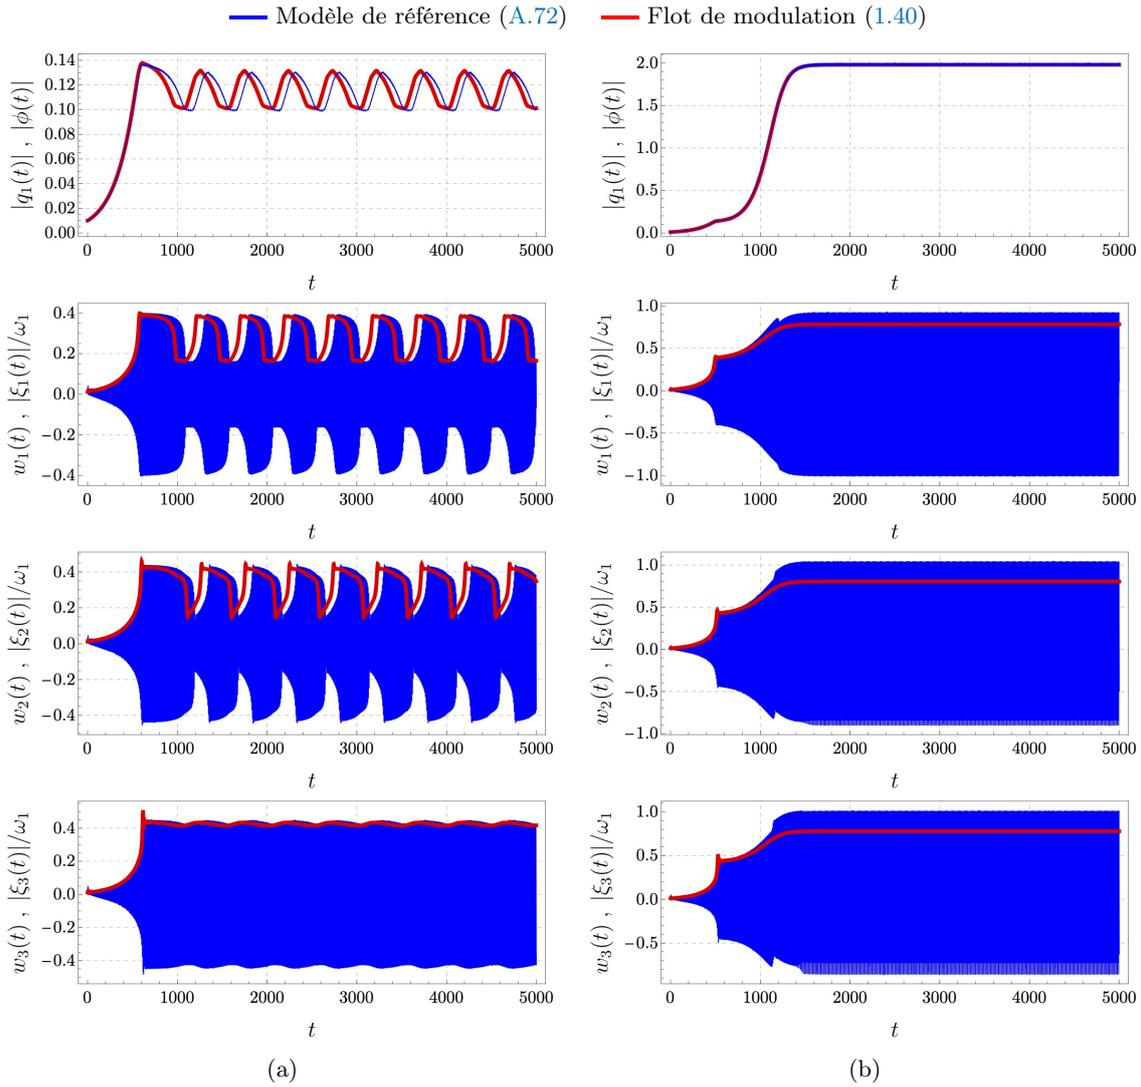 Modèle de référence (A.72) Flot de modulation (1.40)
|q₁(t)| , |ϕ(t)|
0.14
0.12
0.10
0.08
0.06
0.04
0.02
0.00
0 1000 2000 3000 4000 5000
t
|q₁(t)| , |ϕ(t)|
2.0
1.5
1.0
0.5
0.0
0 1000 2000 3000 4000 5000
t
w₁(t) , |ξ₁(t)|/ω₁
0.4
0.2
0.0
−0.2
−0.4
0 1000 2000 3000 4000 5000
t
w₁(t) , |ξ₁(t)|/ω₁
1.0
0.5
0.0
−0.5
−1.0
0 1000 2000 3000 4000 5000
t
w₂(t) , |ξ₂(t)|/ω₁
0.4
0.2
0.0
−0.2
−0.4
0 1000 2000 3000 4000 5000
t
w₂(t) , |ξ₂(t)|/ω₁
1.0
0.5
0.0
−0.5
−1.0
0 1000 2000 3000 4000 5000
t
w₃(t) , |ξ₃(t)|/ω₁
0.4
0.2
0.0
−0.2
−0.4
0 1000 2000 3000 4000 5000
t
w₃(t) , |ξ₃(t)|/ω₁
1.0
0.5
0.0
−0.5
0 1000 2000 3000 4000 5000
t
(a) (b)